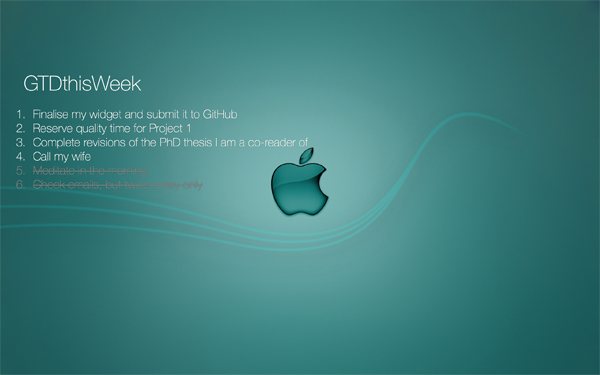 GTDthisWeek
1. Finalise my widget and submit it to GitHub
2. Reserve quality time for Project 1
3. Complete revisions of the PhD thesis I am a co-reader of
4. Call my wife
5. Meditate in the morning
6. Check emails, but twice a day only